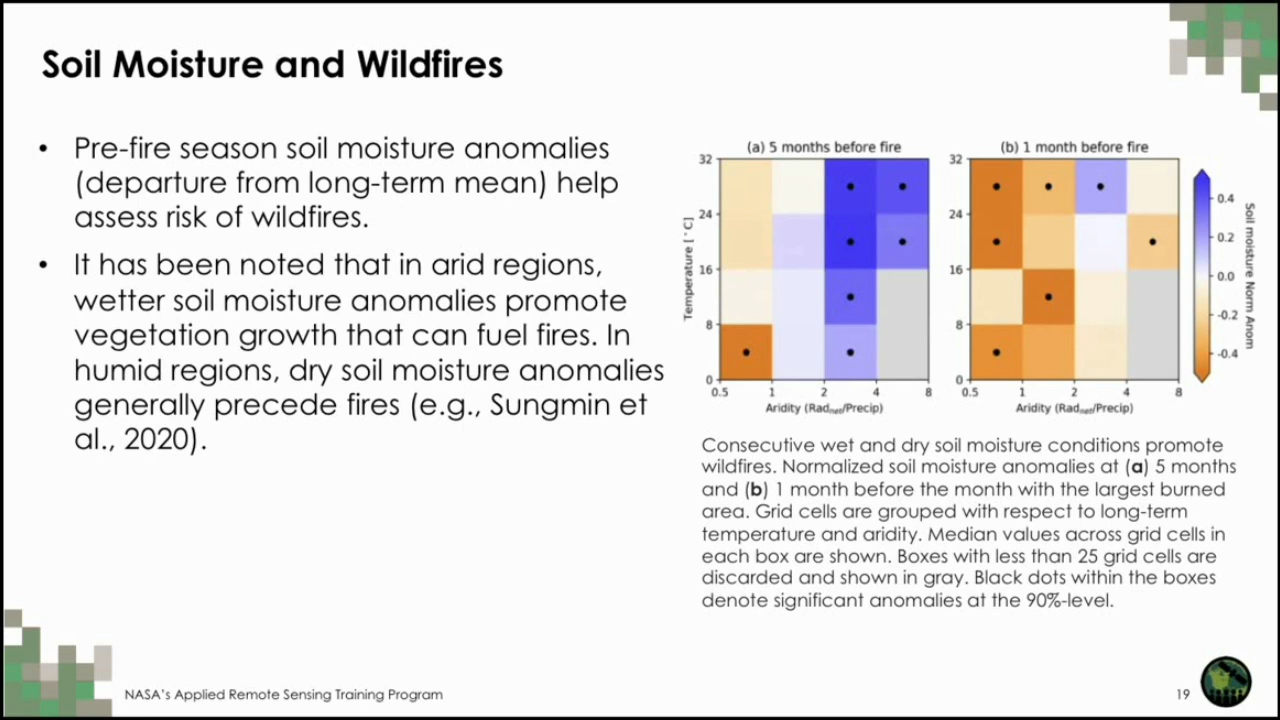 Soil Moisture and Wildfires
• Pre-fire season soil moisture anomalies
(departure from long-term mean) help
assess risk of wildfires.
• It has been noted that in arid regions,
wetter soil moisture anomalies promote
vegetation growth that can fuel fires. In
humid regions, dry soil moisture anomalies
generally precede fires (e.g., Sungmin et
al., 2020).
(a) 5 months before fire
32
24
16
8
0
Temperature [°C]
0.5 1 2 4 8
Aridity (Rad_net/Precip)
(b) 1 month before fire
32
24
16
8
0
0.5 1 2 4 8
Aridity (Rad_net/Precip)
0.4
0.2
0.0
-0.2
-0.4
Soil moisture Norm Anom
Consecutive wet and dry soil moisture conditions promote
wildfires. Normalized soil moisture anomalies at (a) 5 months
and (b) 1 month before the month with the largest burned
area. Grid cells are grouped with respect to long-term
temperature and aridity. Median values across grid cells in
each box are shown. Boxes with less than 25 grid cells are
discarded and shown in gray. Black dots within the boxes
denote significant anomalies at the 90%-level.
NASA's Applied Remote Sensing Training Program
19